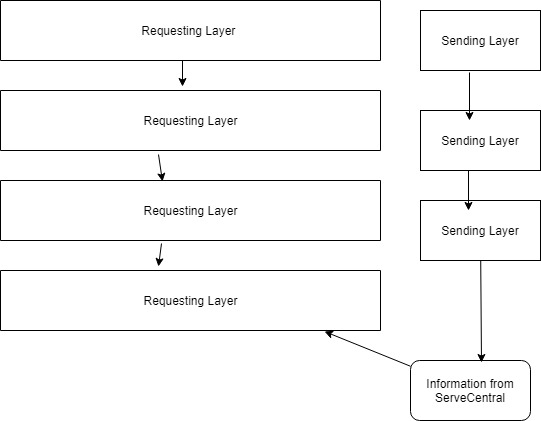 Requesting Layer
Sending Layer
Requesting Layer
Sending Layer
Requesting Layer
Sending Layer
Requesting Layer
Information from
ServeCentral